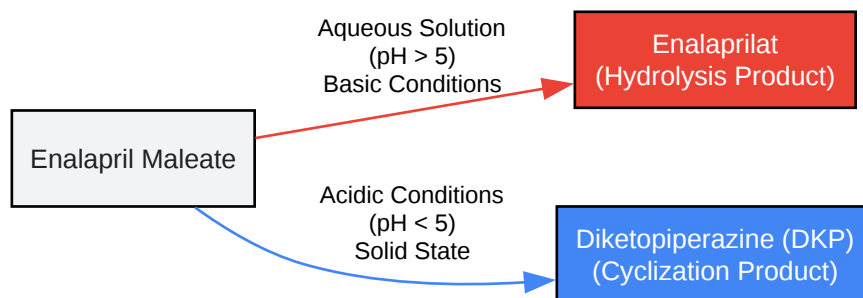 Enalapril Maleate
Aqueous Solution
(pH > 5)
Basic Conditions
Enalaprilat
(Hydrolysis Product)
Acidic Conditions
(pH < 5)
Solid State
Diketopiperazine (DKP)
(Cyclization Product)